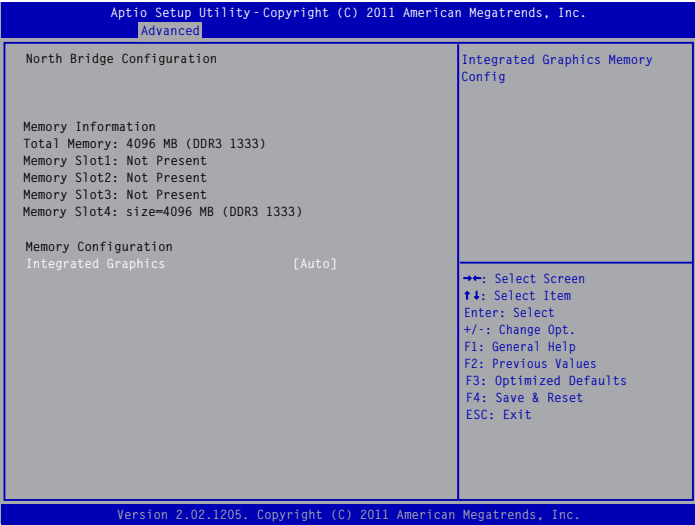 Aptio Setup Utility - Copyright (C) 2011 American Megatrends, Inc.
Advanced
North Bridge Configuration
Memory Information
Total Memory: 4096 MB (DDR3 1333)
Memory Slot1: Not Present
Memory Slot2: Not Present
Memory Slot3: Not Present
Memory Slot4: size=4096 MB (DDR3 1333)
Memory Configuration
Integrated Graphics [Auto]
Integrated Graphics Memory
Config
→←: Select Screen
↑↓: Select Item
Enter: Select
+/-: Change Opt.
F1: General Help
F2: Previous Values
F3: Optimized Defaults
F4: Save & Reset
ESC: Exit
Version 2.02.1205. Copyright (C) 2011 American Megatrends, Inc.